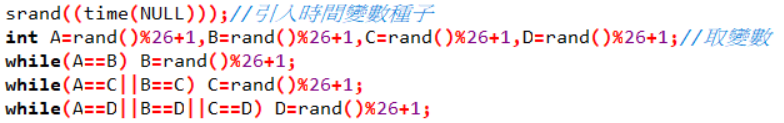 srand((time(NULL)));//引入時間變數種子
int A=rand()%26+1,B=rand()%26+1,C=rand()%26+1,D=rand()%26+1;//取變數
while(A==B) B=rand()%26+1;
while(A==C||B==C) C=rand()%26+1;
while(A==D||B==D||C==D) D=rand()%26+1;